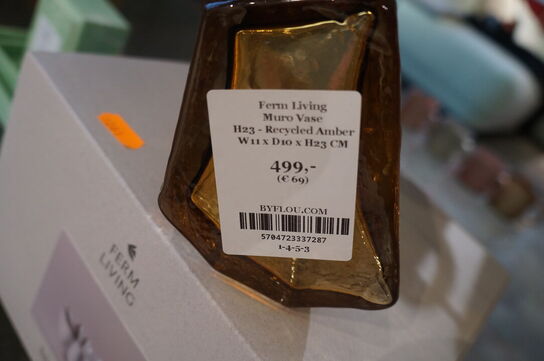 Ferm Living
Muro Vase
H23 - Recycled Amber
W11 x D10 x H23 CM
499,-
(€ 69)
BYFLOU.COM
5704723337287
1-4-5-3
FERM
LIVING